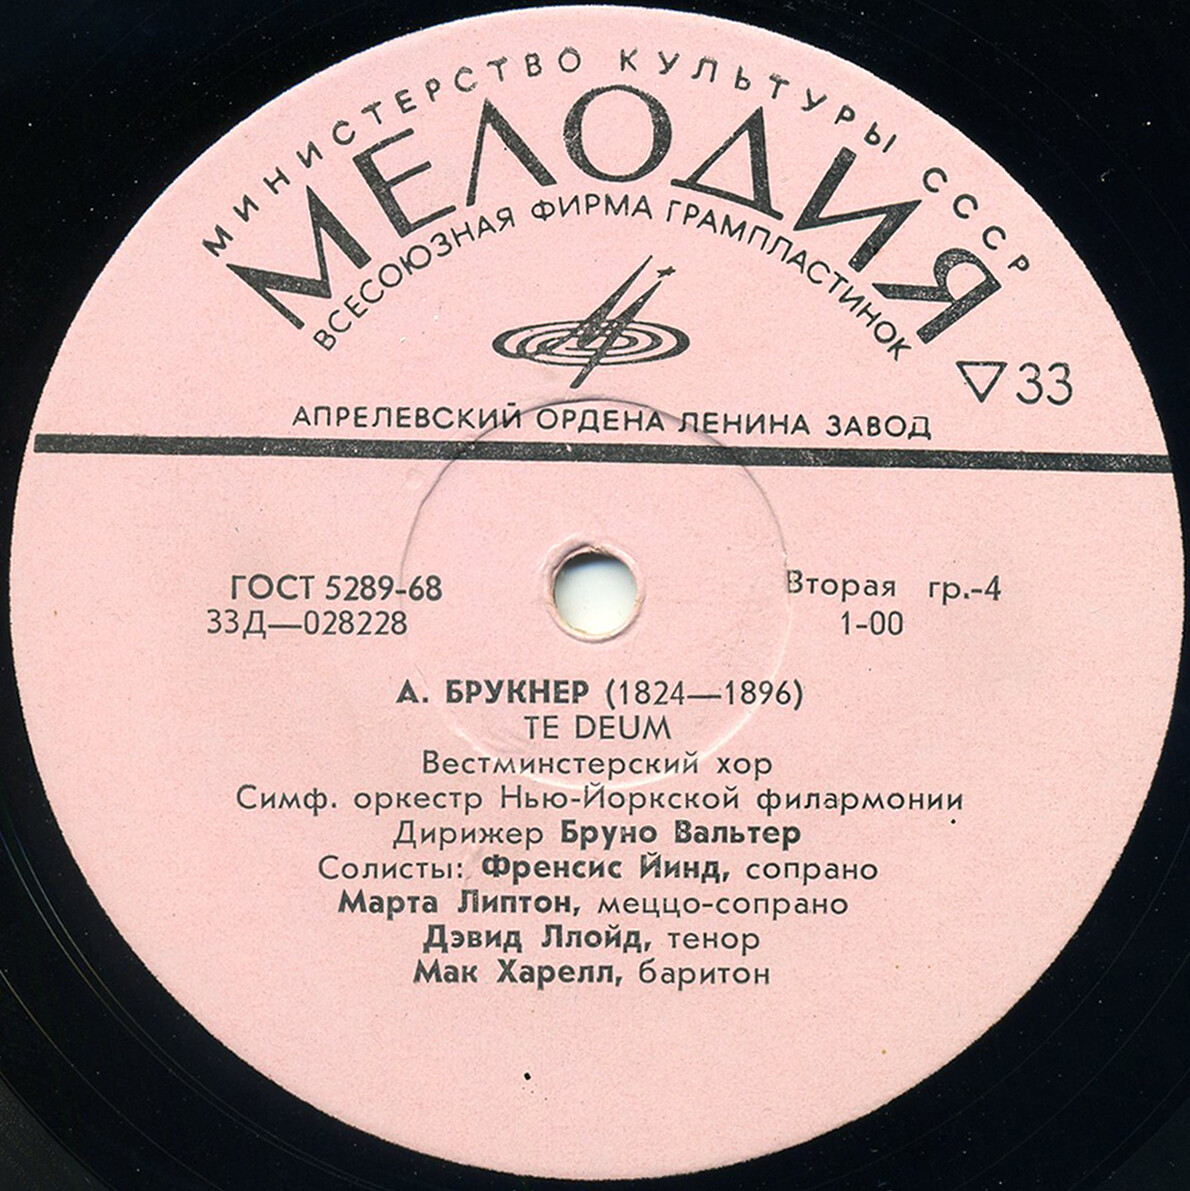 МИНИСТЕРСТВО КУЛЬТУРЫ СССР
МЕЛОДИЯ
ВСЕСОЮЗНАЯ ФИРМА ГРАМПЛАСТИНОК
▽33
АПРЕЛЕВСКИЙ ОРДЕНА ЛЕНИНА ЗАВОД
ГОСТ 5289-68
Вторая гр.-4
33Д—028228
1-00
А. БРУКНЕР (1824—1896)
TE DEUM
Вестминстерский хор
Симф. оркестр Нью-Йоркской филармонии
Дирижер Бруно Вальтер
Солисты: Френсис Йинд, сопрано
Марта Липтон, меццо-сопрано
Дэвид Ллойд, тенор
Мак Харелл, баритон